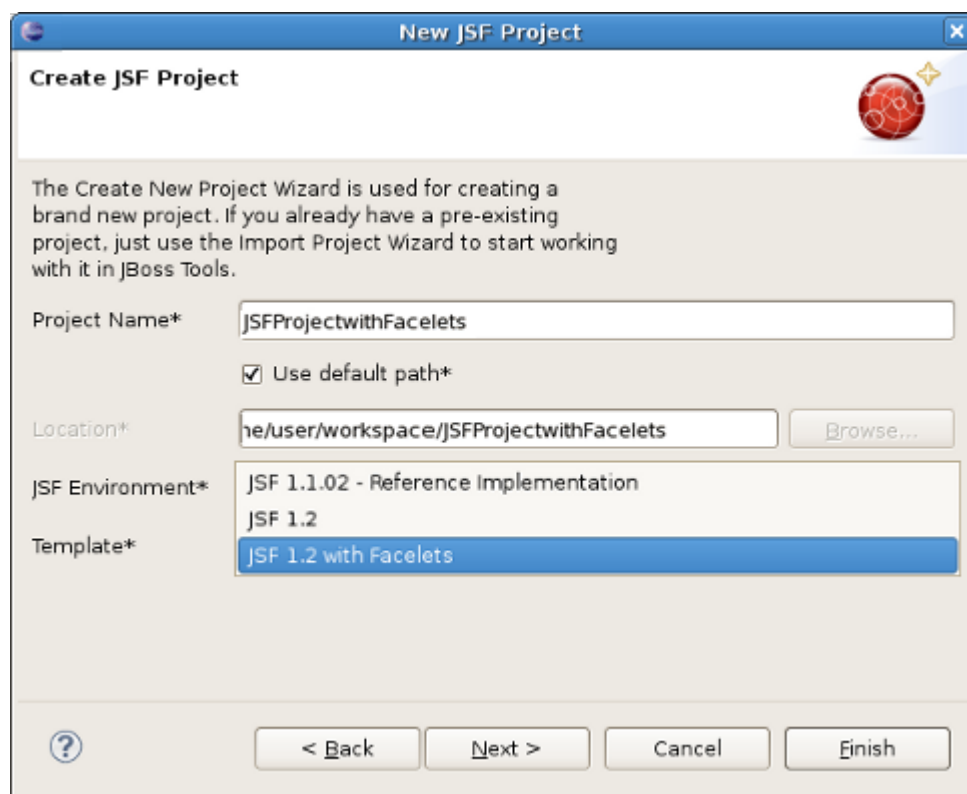 New JSF Project
Create JSF Project
The Create New Project Wizard is used for creating a
brand new project. If you already have a pre-existing
project, just use the Import Project Wizard to start working
with it in JBoss Tools.
Project Name* JSFProjectwithFacelets
Use default path*
Location* ne/user/workspace/JSFProjectwithFacelets Browse...
JSF Environment* JSF 1.1.02 - Reference Implementation
JSF 1.2
Template* JSF 1.2 with Facelets
? < Back Next > Cancel Finish